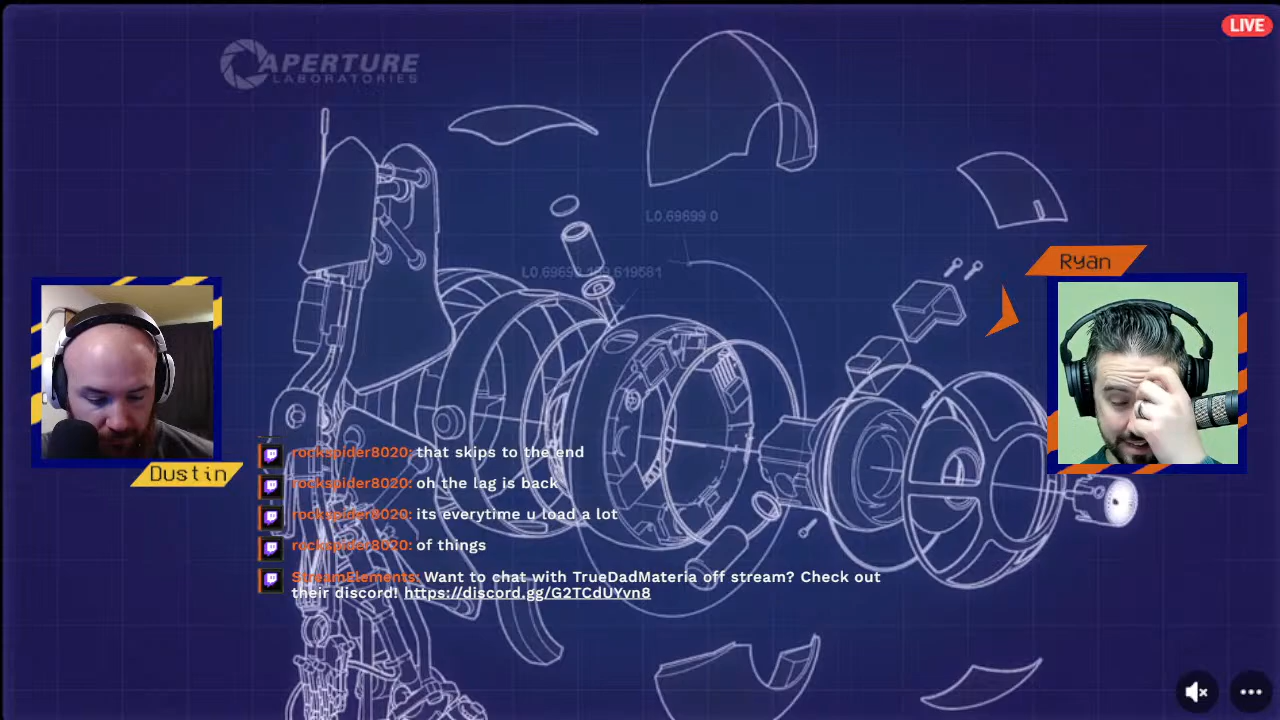 LIVE
APERTURE
LABORATORIES
L0.69699 0
Ryan
Dustin
rockspider8020: that skips to the end
rockspider8020: oh the lag is back
rockspider8020: its everytime u load a lot
rockspider8020: of things
StreamElements: Want to chat with TrueDadMateria off stream? Check out
their discord! https://discord.gg/G2TCdUYvn8